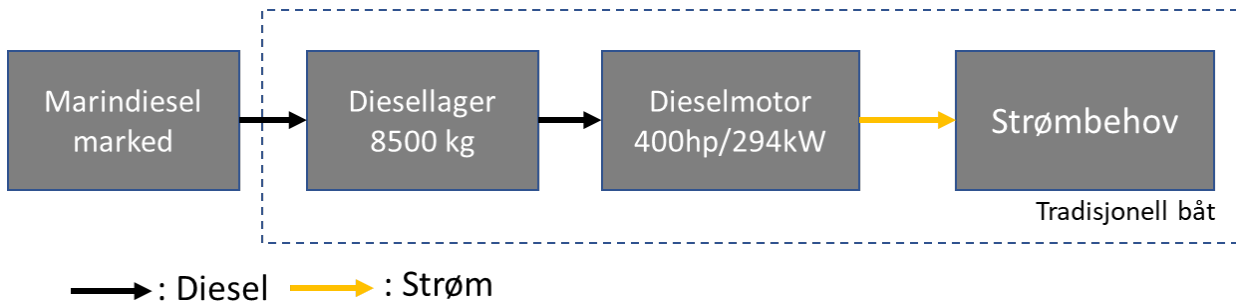 Marindiesel
marked
Diesellager
8500 kg
Dieselmotor
400hp/294kW
Strømbehov
Tradisjonell båt
: Diesel
: Strøm